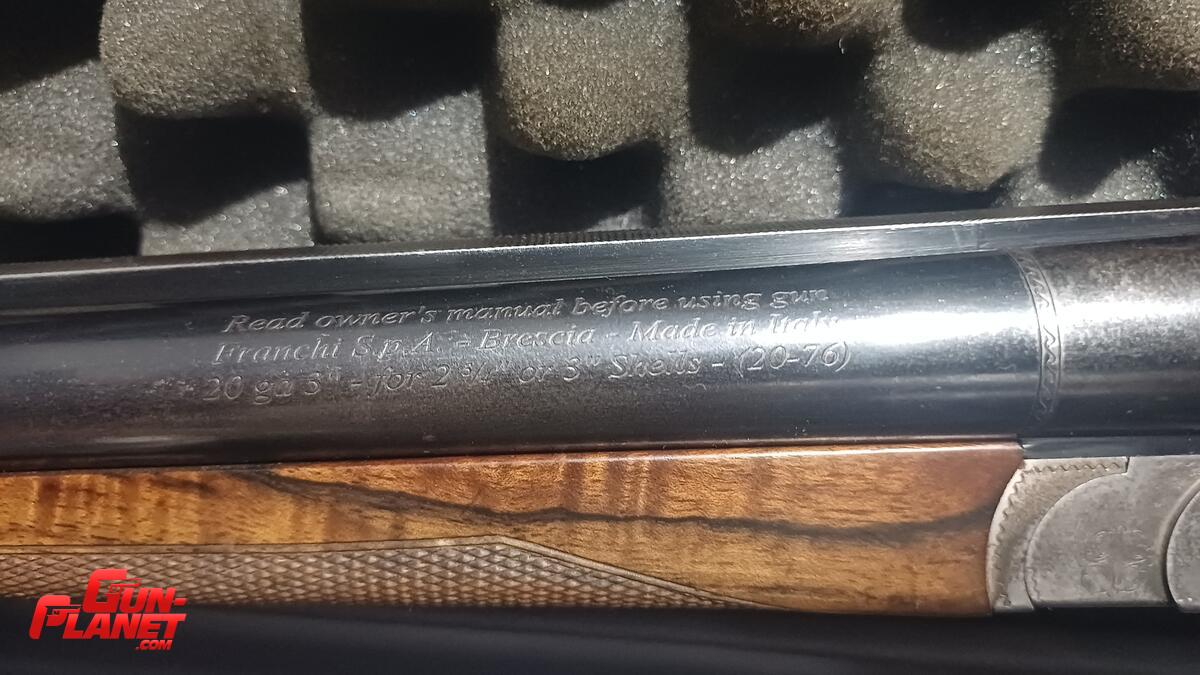 Read owner's manual before using gun
Franchi S.p.A. - Brescia - Made in Italy
20 ga 3" - for 2 ¾" or 3" Shells - (20-76)
GUN-
PLANET
.COM